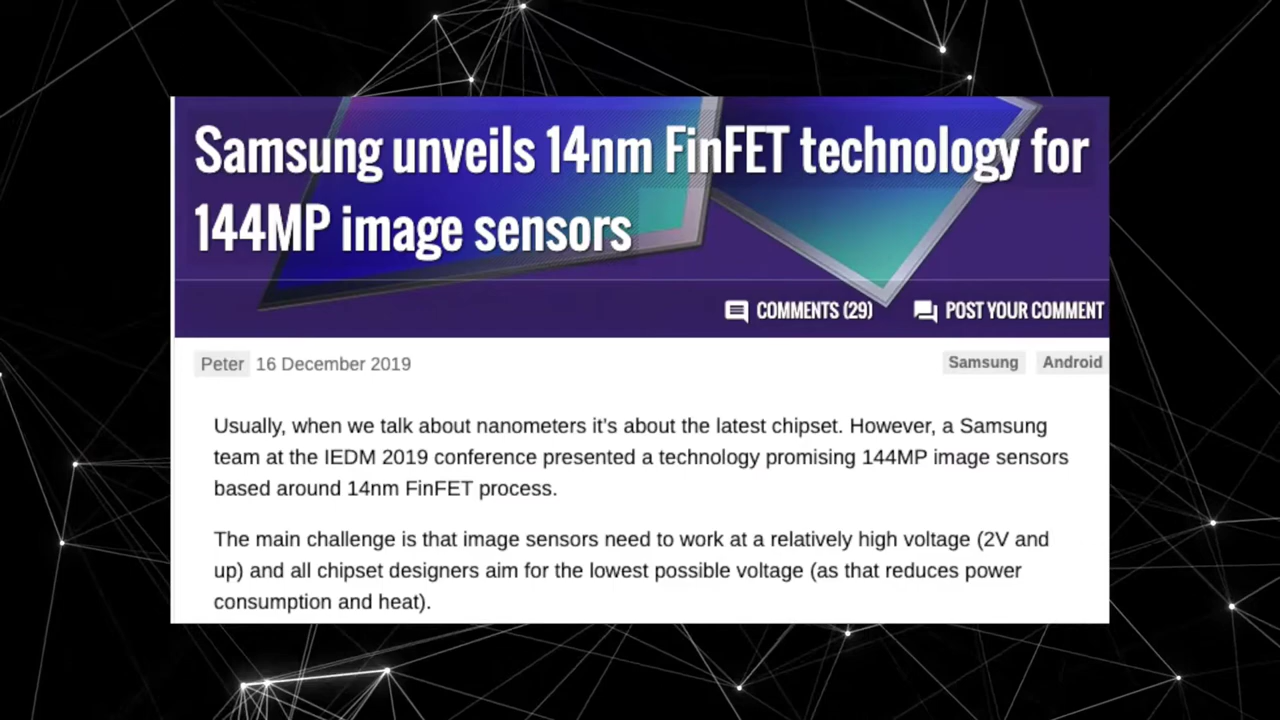 Samsung unveils 14nm FinFET technology for
144MP image sensors
COMMENTS (29) POST YOUR COMMENT
Peter 16 December 2019 Samsung Android
Usually, when we talk about nanometers it’s about the latest chipset. However, a Samsung
team at the IEDM 2019 conference presented a technology promising 144MP image sensors
based around 14nm FinFET process.
The main challenge is that image sensors need to work at a relatively high voltage (2V and
up) and all chipset designers aim for the lowest possible voltage (as that reduces power
consumption and heat).